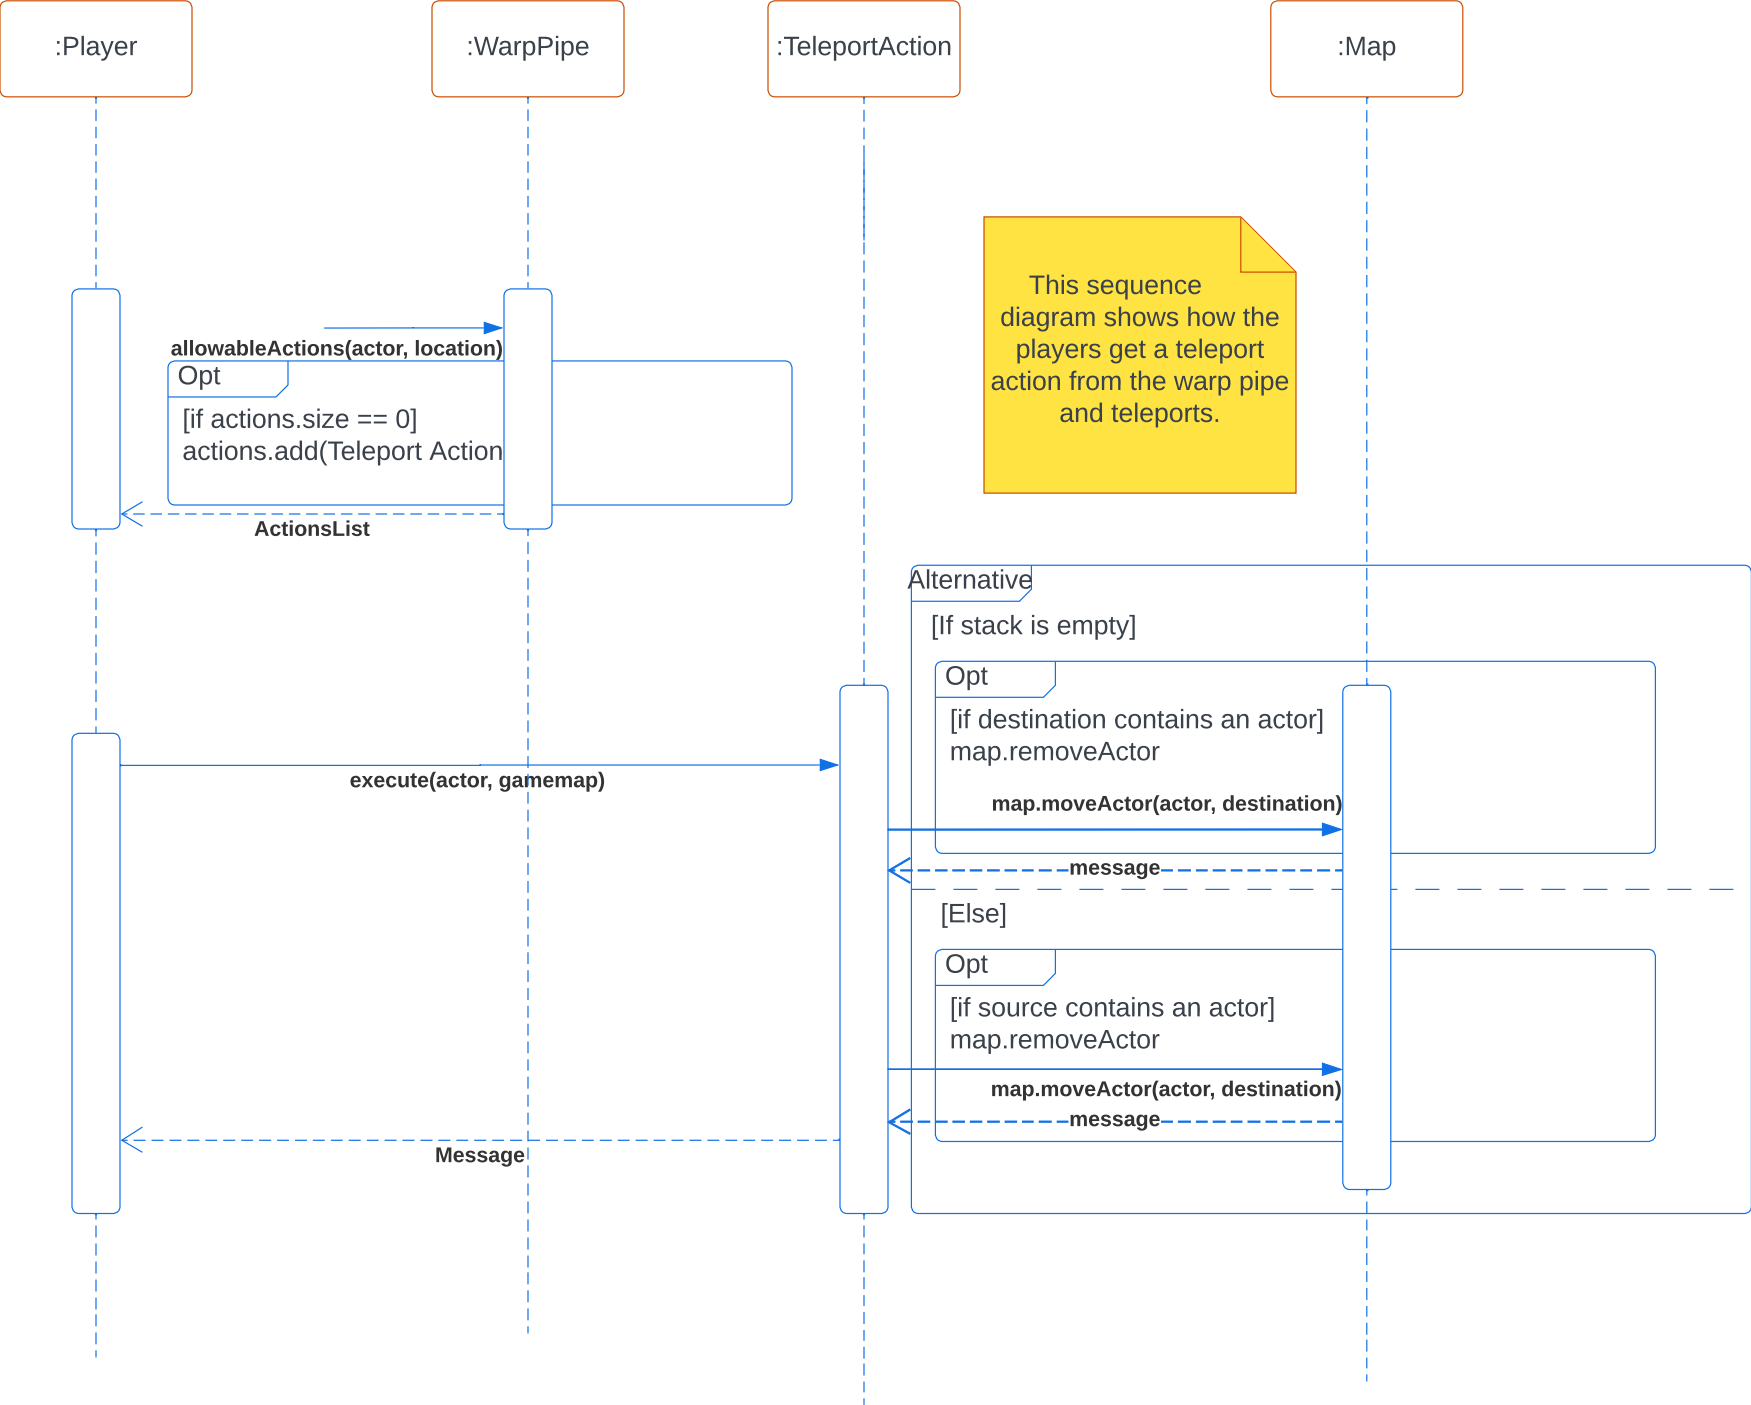 :Player
:WarpPipe
:TeleportAction
:Map
This sequence
diagram shows how the
players get a teleport
action from the warp pipe
and teleports.
allowableActions(actor, location)
Opt
[if actions.size == 0]
actions.add(Teleport Action
ActionsList
Alternative
[If stack is empty]
Opt
[if destination contains an actor]
map.removeActor
execute(actor, gamemap)
map.moveActor(actor, destination)
message
[Else]
Opt
[if source contains an actor]
map.removeActor
map.moveActor(actor, destination)
message
Message